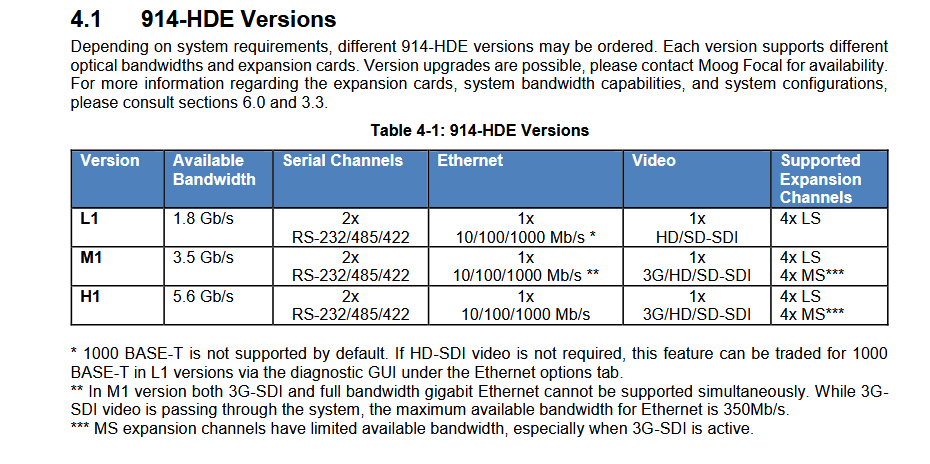 4.1 914-HDE Versions
Depending on system requirements, different 914-HDE versions may be ordered. Each version supports different
optical bandwidths and expansion cards. Version upgrades are possible, please contact Moog Focal for availability.
For more information regarding the expansion cards, system bandwidth capabilities, and system configurations,
please consult sections 6.0 and 3.3.
Table 4-1: 914-HDE Versions
Version Available Bandwidth Serial Channels Ethernet Video Supported Expansion Channels
L1 1.8 Gb/s 2x RS-232/485/422 1x 10/100/1000 Mb/s * 1x HD/SD-SDI 4x LS
M1 3.5 Gb/s 2x RS-232/485/422 1x 10/100/1000 Mb/s ** 1x 3G/HD/SD-SDI 4x LS 4x MS***
H1 5.6 Gb/s 2x RS-232/485/422 1x 10/100/1000 Mb/s 1x 3G/HD/SD-SDI 4x LS 4x MS***
* 1000 BASE-T is not supported by default. If HD-SDI video is not required, this feature can be traded for 1000
BASE-T in L1 versions via the diagnostic GUI under the Ethernet options tab.
** In M1 version both 3G-SDI and full bandwidth gigabit Ethernet cannot be supported simultaneously. While 3G-
SDI video is passing through the system, the maximum available bandwidth for Ethernet is 350Mb/s.
*** MS expansion channels have limited available bandwidth, especially when 3G-SDI is active.